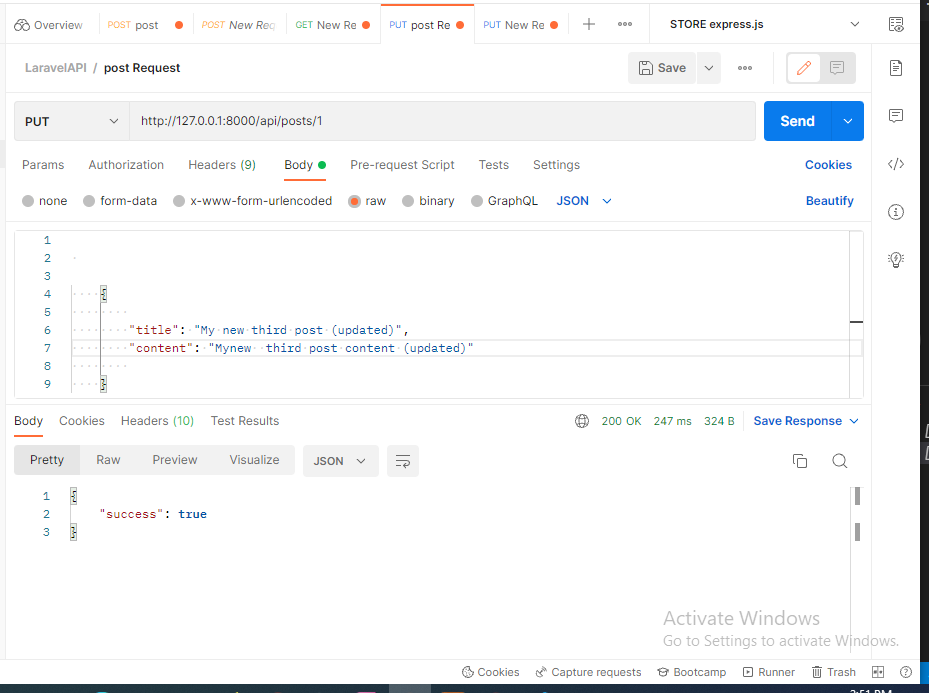 Overview POST post POST New Req GET New Re PUT post Re PUT New Re STORE express.js
LaravelAPI / post Request Save
PUT http://127.0.0.1:8000/api/posts/1 Send
Params Authorization Headers (9) Body Pre-request Script Tests Settings Cookies
none form-data x-www-form-urlencoded raw binary GraphQL JSON Beautify
1
2
3
4 {
5
6 "title": "My new third post (updated)",
7 "content": "Mynew  third post content (updated)"
8
9 }
Body Cookies Headers (10) Test Results 200 OK 247 ms 324 B Save Response
Pretty Raw Preview Visualize JSON
1 {
2 "success": true
3 }
Activate Windows
Go to Settings to activate Windows.
Cookies Capture requests Bootcamp Runner Trash